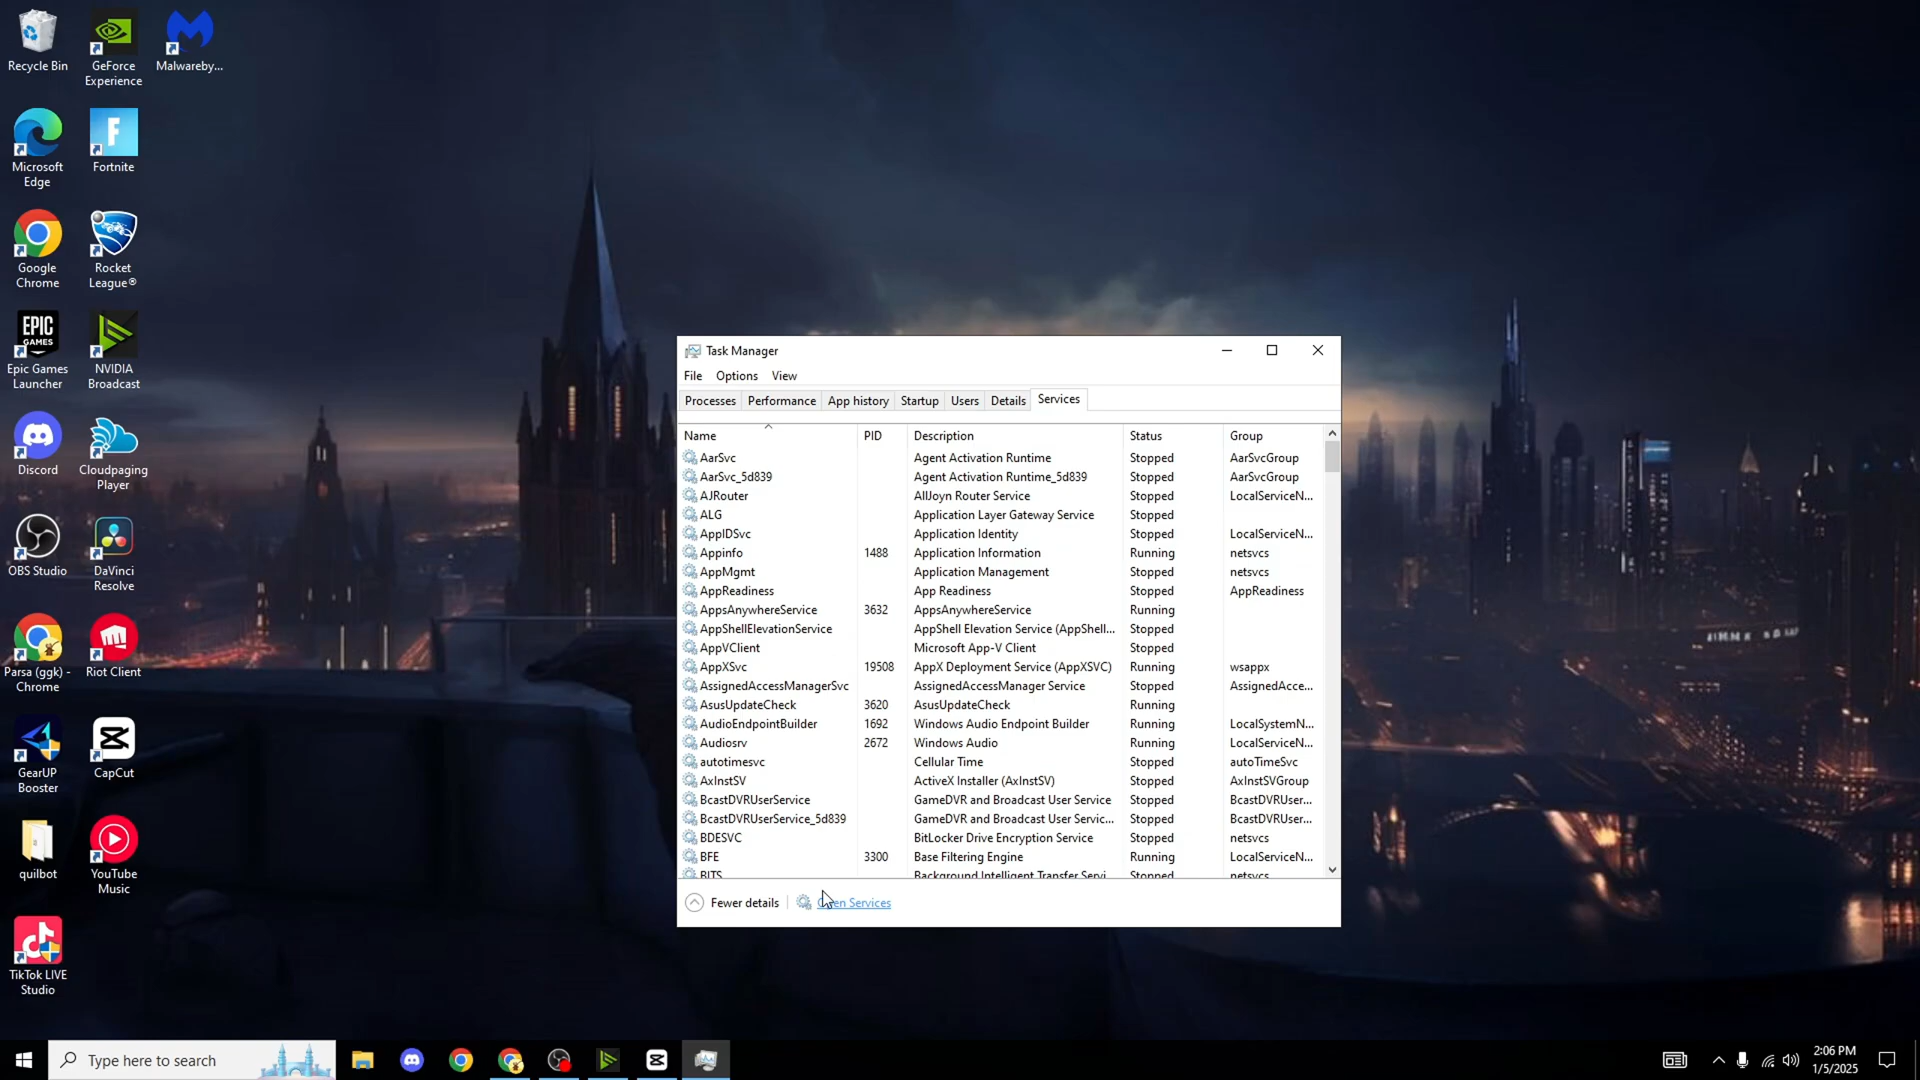 Recycle Bin
GeForce
Experience
Malwareby...
Microsoft
Edge
Fortnite
Google
Chrome
Rocket
League®
EPIC
GAMES
Epic Games
Launcher
NVIDIA
Broadcast
Discord
Cloudpaging
Player
OBS Studio
DaVinci
Resolve
Parsa (ggk) -
Chrome
Riot Client
GearUP
Booster
CapCut
quilbot
YouTube
Music
TikTok LIVE
Studio
Task Manager
File Options View
Processes Performance App history Startup Users Details Services
Name PID Description Status Group
AarSvc Agent Activation Runtime Stopped AarSvcGroup
AarSvc_5d839 Agent Activation Runtime_5d839 Stopped AarSvcGroup
AJRouter AllJoyn Router Service Stopped LocalServiceN...
ALG Application Layer Gateway Service Stopped
AppIDSvc Application Identity Stopped LocalServiceN...
Appinfo 1488 Application Information Running netsvcs
AppMgmt Application Management Stopped netsvcs
AppReadiness App Readiness Stopped AppReadiness
AppsAnywhereService 3632 AppsAnywhereService Running
AppShellElevationService AppShell Elevation Service (AppShell... Stopped
AppVClient Microsoft App-V Client Stopped
AppXSvc 19508 AppX Deployment Service (AppXSVC) Running wsappx
AssignedAccessManagerSvc AssignedAccessManager Service Stopped AssignedAcce...
AsusUpdateCheck 3620 AsusUpdateCheck Running
AudioEndpointBuilder 1692 Windows Audio Endpoint Builder Running LocalSystemN...
Audiosrv 2672 Windows Audio Running LocalServiceN...
autotimesvc Cellular Time Stopped autoTimeSvc
AxInstSV ActiveX Installer (AxInstSV) Stopped AxInstSVGroup
BcastDVRUserService GameDVR and Broadcast User Service Stopped BcastDVRUser...
BcastDVRUserService_5d839 GameDVR and Broadcast User Servic... Stopped BcastDVRUser...
BDESVC BitLocker Drive Encryption Service Stopped netsvcs
BFE 3300 Base Filtering Engine Running LocalServiceN...
BITS Background Intelligent Transfer Servi... Stopped netsvcs
Fewer details Services
Type here to search
2:06 PM
1/5/2025